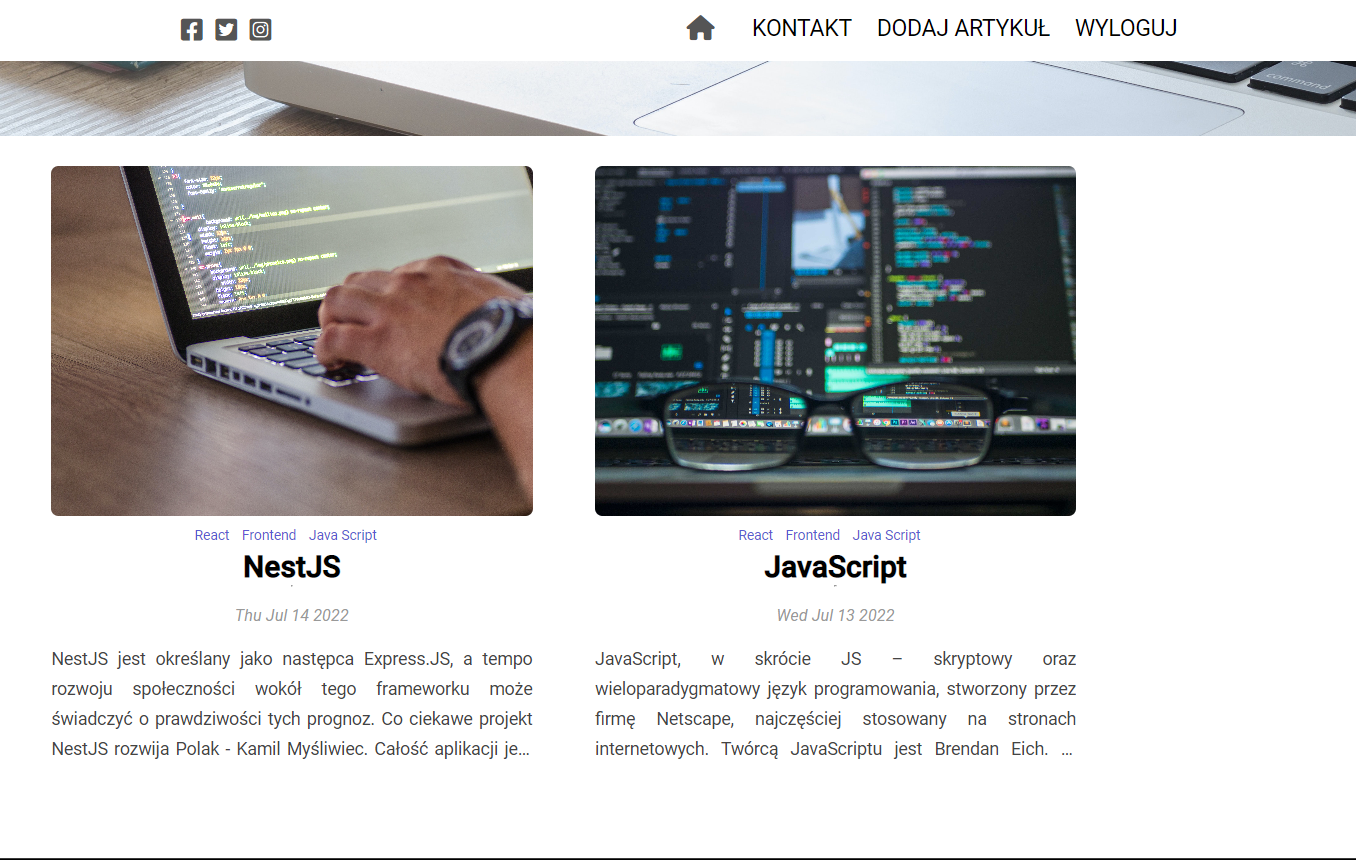 KONTAKT DODAJ ARTYKUŁ WYLOGUJ
command
React Frontend Java Script
NestJS
Thu Jul 14 2022
NestJS jest określany jako następca Express.JS, a tempo
rozwoju społeczności wokół tego frameworku może
świadczyć o prawdziwości tych prognoz. Co ciekawe projekt
NestJS rozwija Polak - Kamil Myśliwiec. Całość aplikacji je...
React Frontend Java Script
JavaScript
Wed Jul 13 2022
JavaScript, w skrócie JS – skryptowy oraz
wieloparadygmatowy język programowania, stworzony przez
firmę Netscape, najczęściej stosowany na stronach
internetowych. Twórcą JavaScriptu jest Brendan Eich. ...